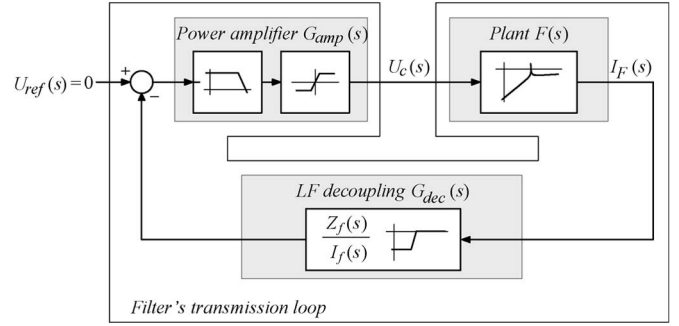 Power amplifier G_amp(s)
Plant F(s)
U_ref(s)=0
+
−
U_c(s)
I_F(s)
LF decoupling G_dec(s)
Z_f(s)
I_f(s)
Filter's transmission loop